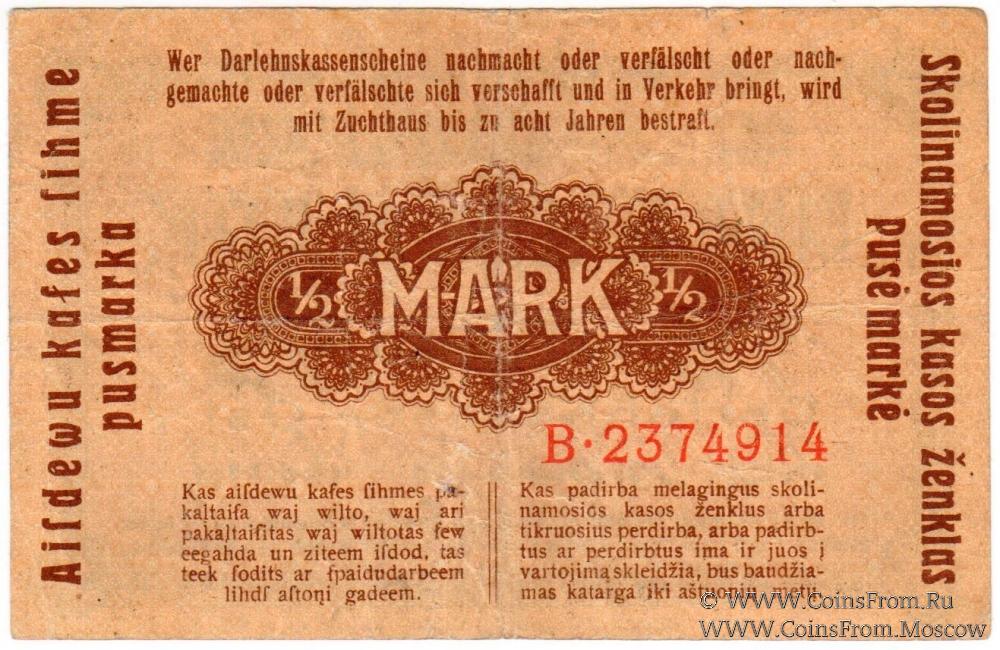 Wer Darlehnskassenscheine nachmacht oder verfälscht oder nach-
gemachte oder verfälschte sich verschafft und in Verkehr bringt, wird
mit Zuchthaus bis zu acht Jahren bestraft.
Aiſdewu kaſes ſihme
pusmarka
½ MARK ½
Skolinamosios kasos ženklas
Pusė markė
B·2374914
Kas aiſdewu kaſes ſihmes pa-
kaltaiſa waj wilto, waj ari
pakaltaiſitas waj wiltotas ſew
eegahda un ziteem iſdod, tas
teek ſodits ar ſpaidudarbeem
lihdſ aſtoņi gadeem.
Kas padirba melagingus skoli-
namosios kasos ženklus arba
tikruosius perdirba, arba padirb-
tus ar perdirbtus ima ir juos į
vartojimą skleidžia, bus baudžia-
mas katarga iki aštuonių metų.
© WWW.CoinsFrom.Ru
WWW.CoinsFrom.Moscow